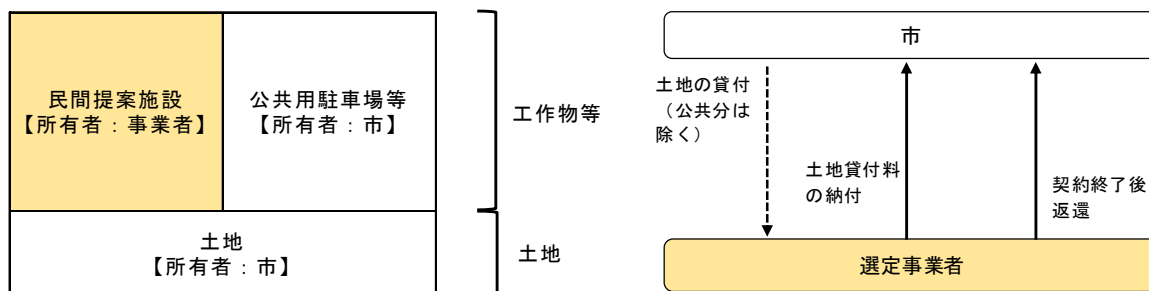 民間提案施設
【所有者：事業者】
公共用駐車場等
【所有者：市】
工作物等
土地
【所有者：市】
土地
市
土地の貸付
（公共分は
除く）
土地貸付料
の納付
契約終了後
返還
選定事業者